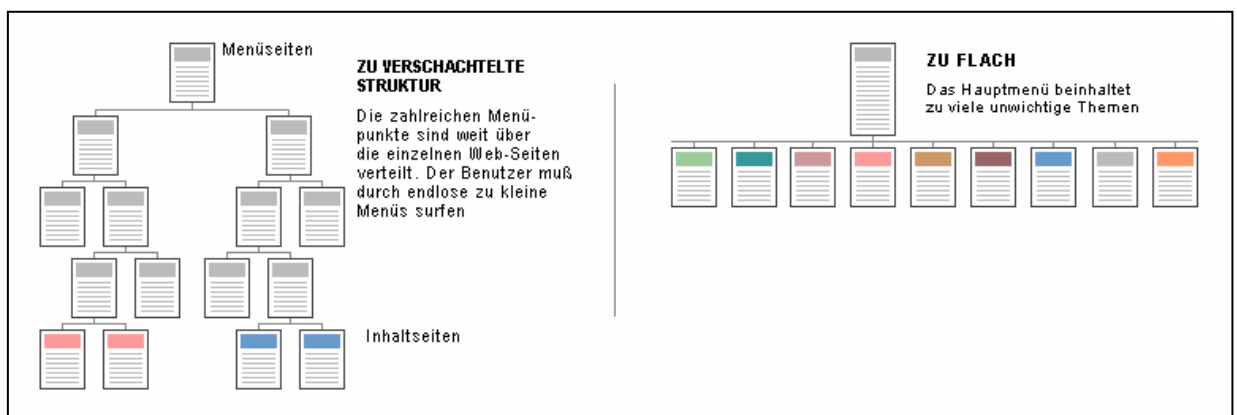 Menüseiten
ZU VERSCHACHTELTE
STRUKTUR
Die zahlreichen Menü-
punkte sind weit über
die einzelnen Web-Seiten
verteilt. Der Benutzer muß
durch endlose zu kleine
Menüs surfen
Inhaltseiten
ZU FLACH
Das Hauptmenü beinhaltet
zu viele unwichtige Themen